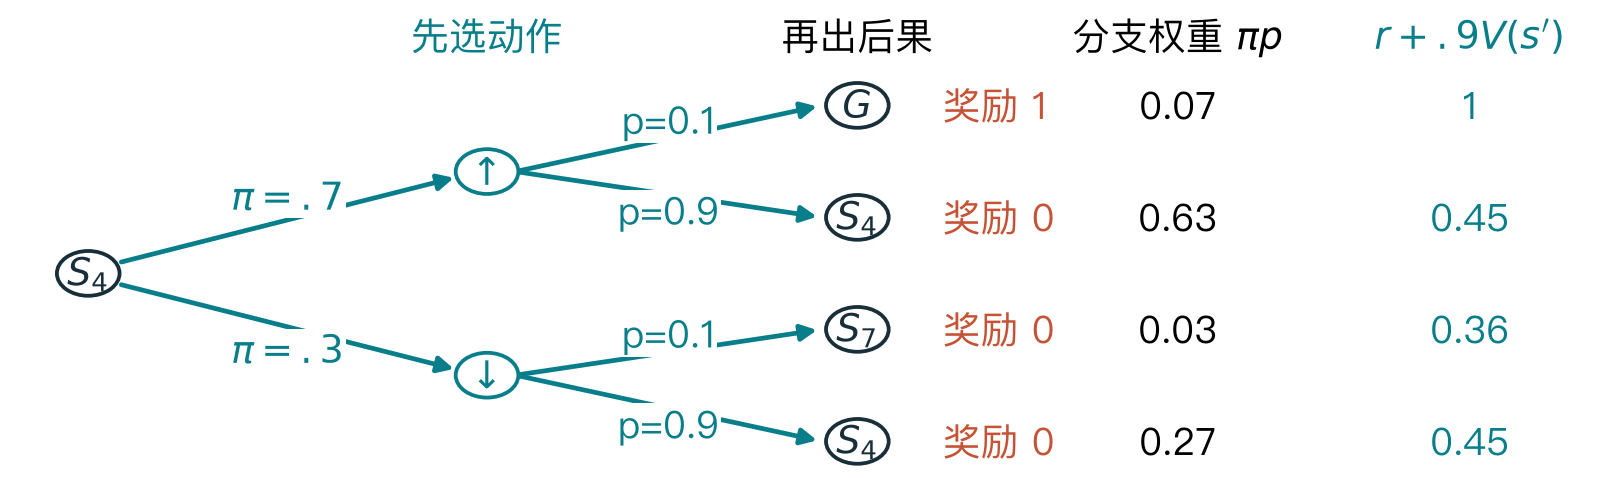 先选动作 再出后果 分支权重 πp r + .9V(s′)
p=0.1 G 奖励 1 0.07 1
↑
π = .7
p=0.9 S₄ 奖励 0 0.63 0.45
S₄
p=0.1 S₇ 奖励 0 0.03 0.36
π = .3
↓
p=0.9 S₄ 奖励 0 0.27 0.45